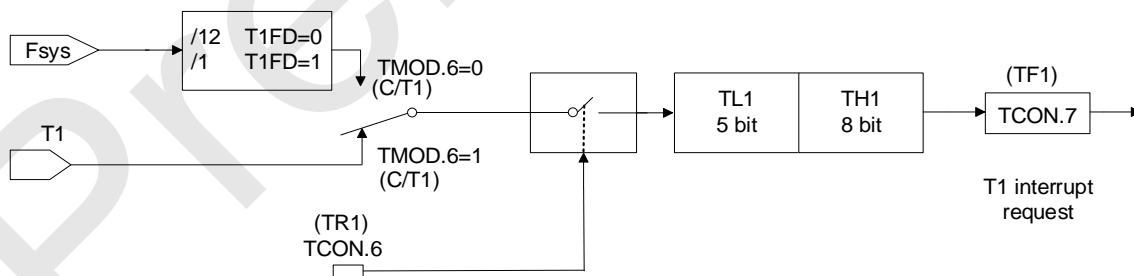 Fsys
/12 T1FD=0
/1 T1FD=1
TMOD.6=0
(C/T1)
T1
TMOD.6=1
(C/T1)
(TR1)
TCON.6
TL1
5 bit
TH1
8 bit
(TF1)
TCON.7
T1 interrupt
request